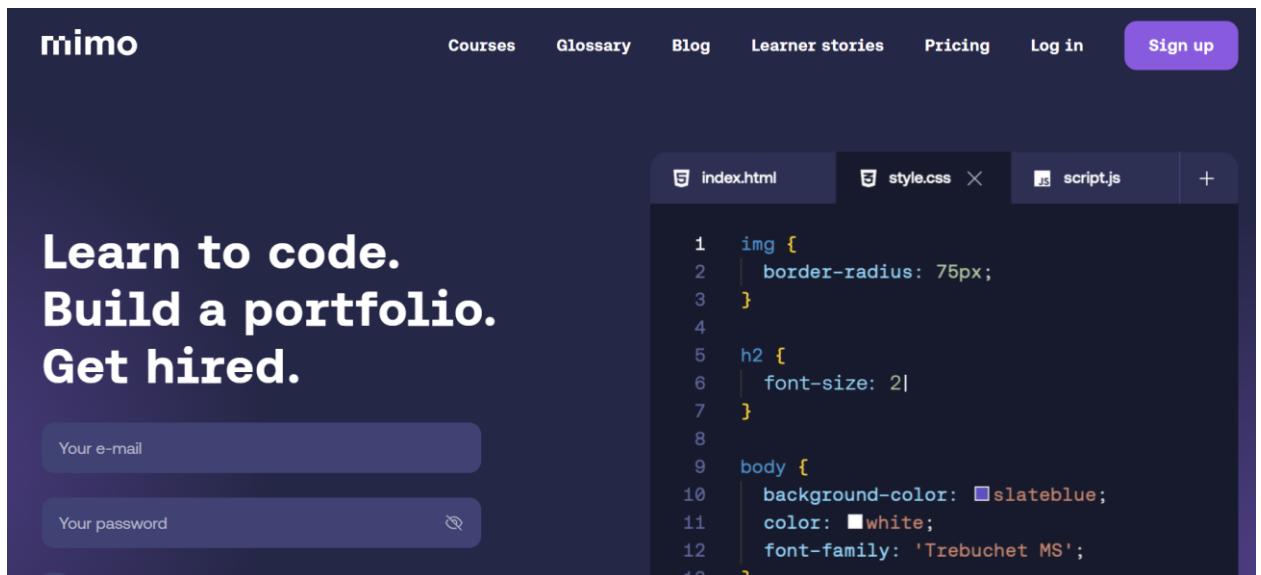 mimo
Courses Glossary Blog Learner stories Pricing Log in Sign up
Learn to code.
Build a portfolio.
Get hired.
Your e-mail
Your password
index.html style.css script.js +
1 img {
2 border-radius: 75px;
3 }
4
5 h2 {
6 font-size: 2
7 }
8
9 body {
10 background-color: slateblue;
11 color: white;
12 font-family: 'Trebuchet MS';